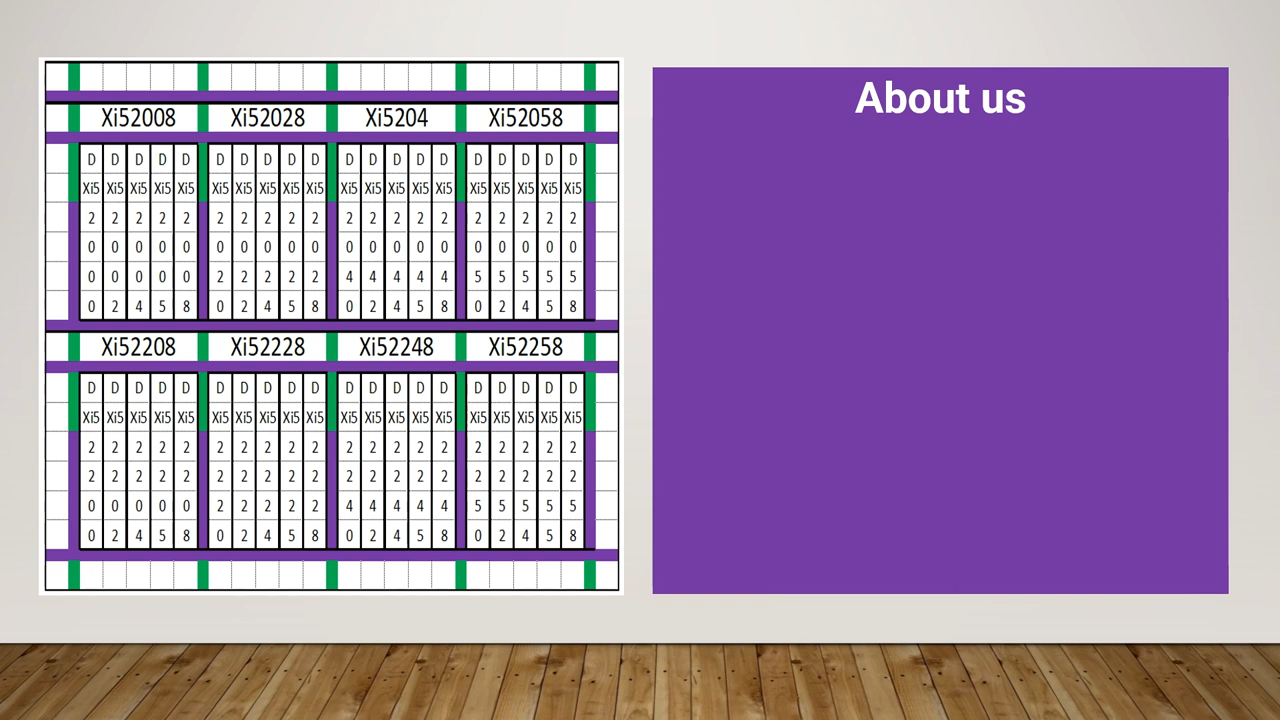 Xi52008 Xi52028 Xi5204 Xi52058
D D D D D D D D D D D D D D D D D D D D
Xi5 Xi5 Xi5 Xi5 Xi5 Xi5 Xi5 Xi5 Xi5 Xi5 Xi5 Xi5 Xi5 Xi5 Xi5 Xi5 Xi5 Xi5 Xi5 Xi5
2 2 2 2 2 2 2 2 2 2 2 2 2 2 2 2 2 2 2 2
0 0 0 0 0 0 0 0 0 0 0 0 0 0 0 0 0 0 0 0
0 0 0 0 0 2 2 2 2 2 4 4 4 4 4 5 5 5 5 5
0 2 4 5 8 0 2 4 5 8 0 2 4 5 8 0 2 4 5 8
Xi52208 Xi52228 Xi52248 Xi52258
D D D D D D D D D D D D D D D D D D D D
Xi5 Xi5 Xi5 Xi5 Xi5 Xi5 Xi5 Xi5 Xi5 Xi5 Xi5 Xi5 Xi5 Xi5 Xi5 Xi5 Xi5 Xi5 Xi5 Xi5
2 2 2 2 2 2 2 2 2 2 2 2 2 2 2 2 2 2 2 2
2 2 2 2 2 2 2 2 2 2 2 2 2 2 2 2 2 2 2 2
0 0 0 0 0 2 2 2 2 2 4 4 4 4 4 5 5 5 5 5
0 2 4 5 8 0 2 4 5 8 0 2 4 5 8 0 2 4 5 8
About us